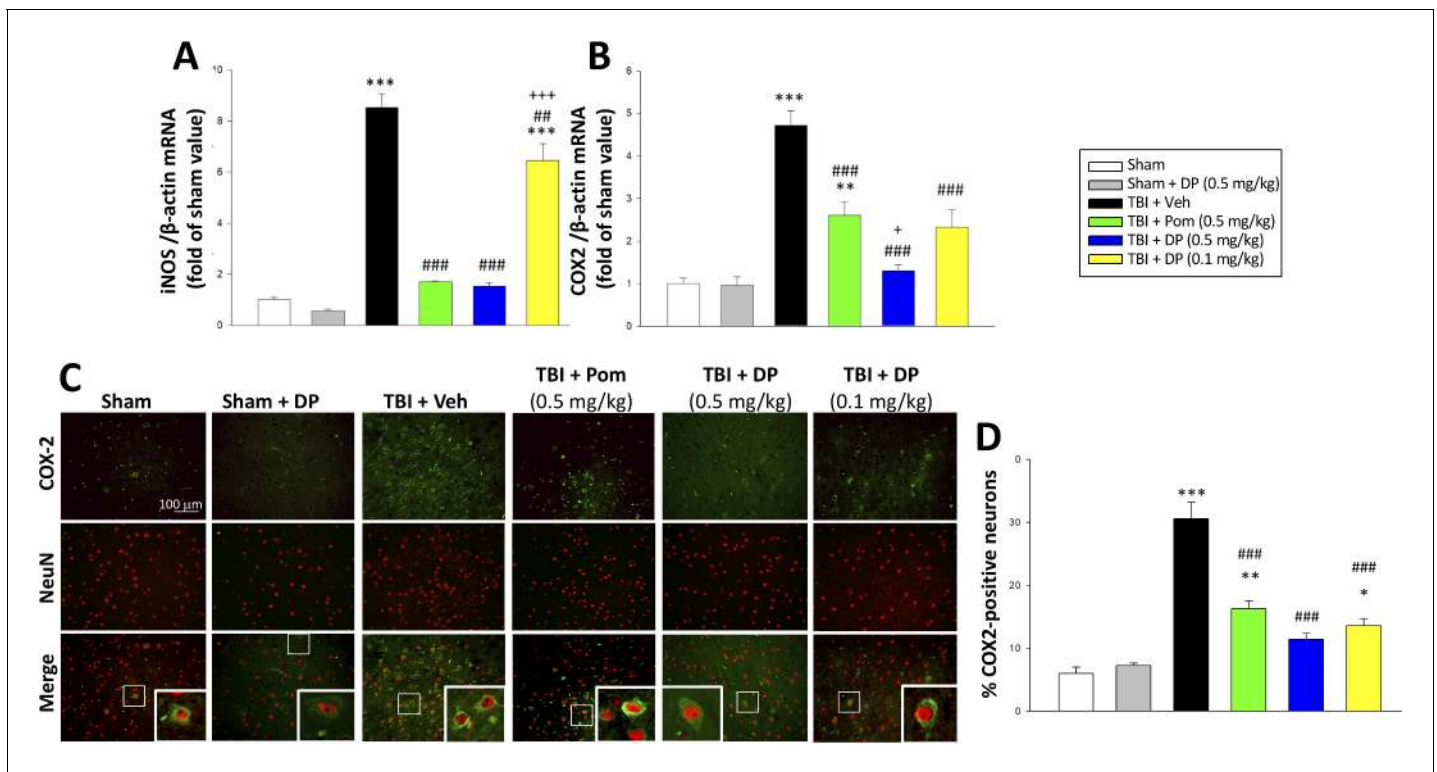 A
iNOS /β-actin mRNA
(fold of sham value)
10
8
6
4
2
0
***
###
###
+++
##
***
B
COX2 /β-actin mRNA
(fold of sham value)
6
5
4
3
2
1
0
***
###
**
+
###
###
Sham
Sham + DP (0.5 mg/kg)
TBI + Veh
TBI + Pom (0.5 mg/kg)
TBI + DP (0.5 mg/kg)
TBI + DP (0.1 mg/kg)
C
Sham
Sham + DP
TBI + Veh
TBI + Pom
(0.5 mg/kg)
TBI + DP
(0.5 mg/kg)
TBI + DP
(0.1 mg/kg)
COX-2
100 µm
NeuN
Merge
D
% COX2-positive neurons
0
30
20
10
0
***
###
**
###
###
*